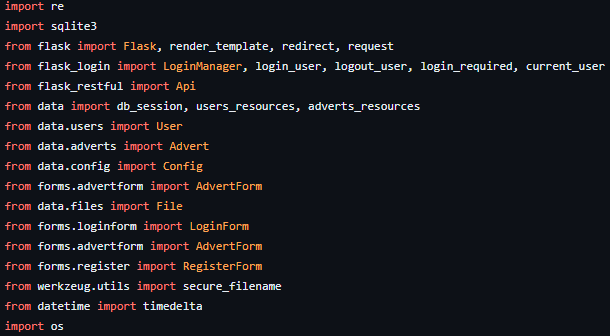 import re
import sqlite3
from flask import Flask, render_template, redirect, request
from flask_login import LoginManager, login_user, logout_user, login_required, current_user
from flask_restful import Api
from data import db_session, users_resources, adverts_resources
from data.users import User
from data.adverts import Advert
from data.config import Config
from forms.advertform import AdvertForm
from data.files import File
from forms.loginform import LoginForm
from forms.advertform import AdvertForm
from forms.register import RegisterForm
from werkzeug.utils import secure_filename
from datetime import timedelta
import os